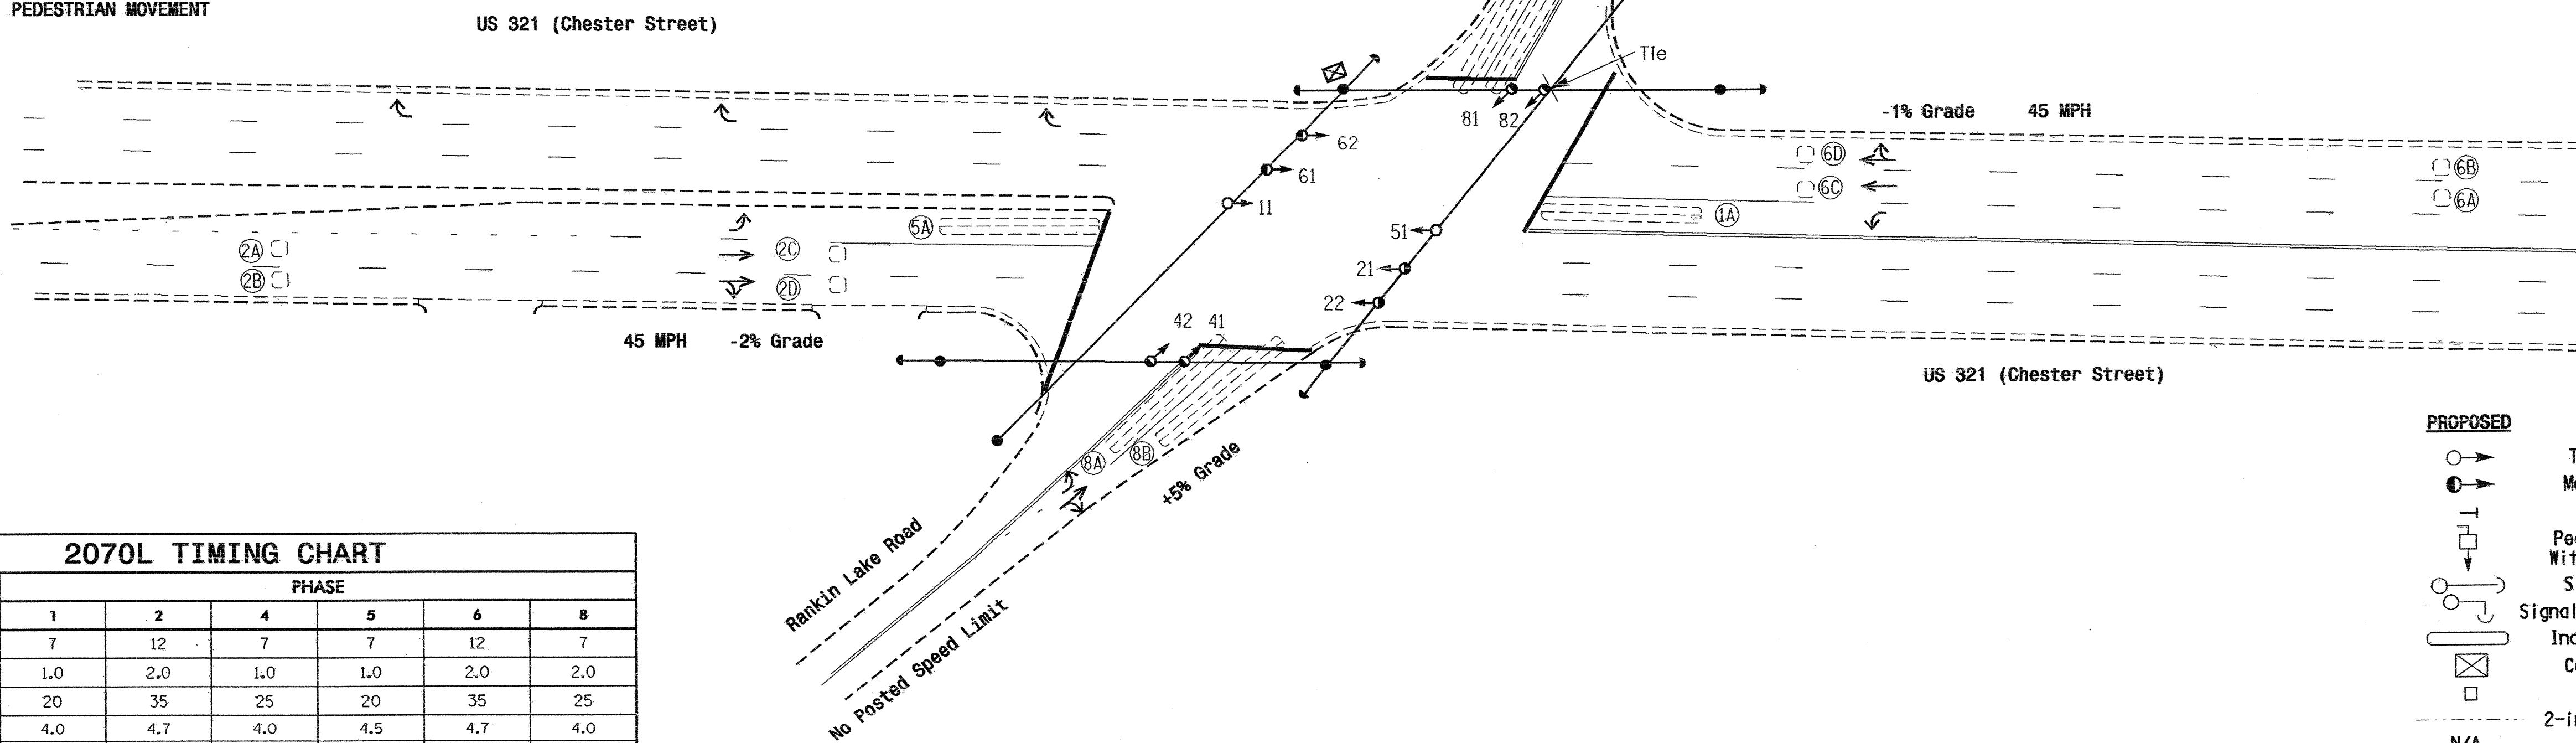 PEDESTRIAN MOVEMENT
US 321 (Chester Street)
Tie
81 82
-1% Grade 45 MPH
62
61
11
6D
6C
6B
6A
5A
1A
51
2A
2B
2C
2D
21
22
42 41
45 MPH -2% Grade
US 321 (Chester Street)
8A
8B
+5% Grade
Rankin Lake Road
No Posted Speed Limit
2070L TIMING CHART
PHASE
1 2 4 5 6 8
7 12 7 7 12 7
1.0 2.0 1.0 1.0 2.0 2.0
20 35 25 20 35 25
4.0 4.7 4.0 4.5 4.7 4.0
PROPOSED
Signal
2-i
N/A